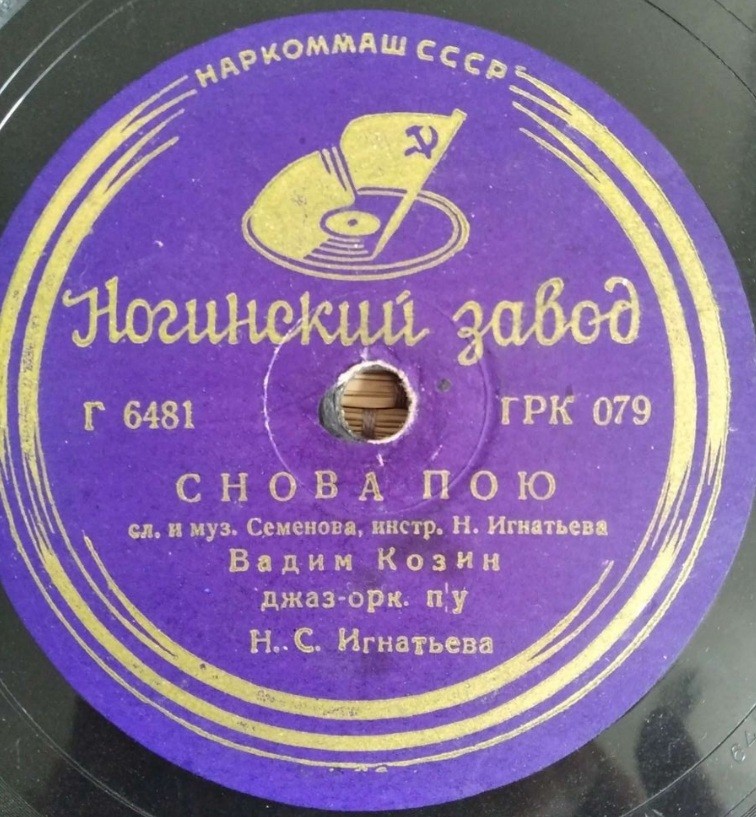 НАРКОММАШ СССР
Ногинский завод
Г 6481 ГРК 079
СНОВА ПОЮ
сл. и муз. Семенова, инстр. Н. Игнатьева
Вадим Козин
джаз-орк. п/у
Н. С. Игнатьева